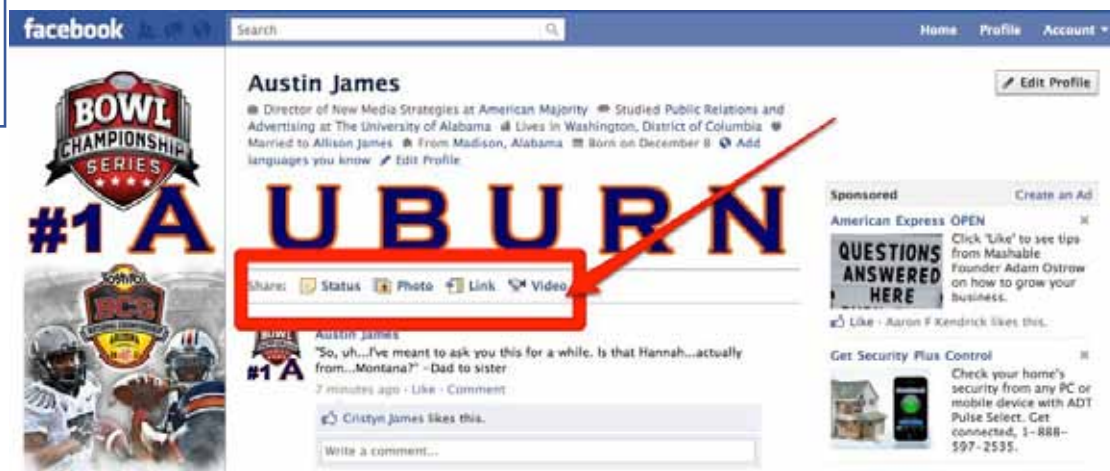 facebook
Search
Home Profile Account
Austin James
Edit Profile
Director of New Media Strategies at American Majority Studied Public Relations and
Advertising at The University of Alabama Lives in Washington, District of Columbia
Married to Allison James From Madison, Alabama Born on December 8 Add
languages you know Edit Profile
BOWL
CHAMPIONSHIP
SERIES
#1 A U B U R N
BCS
NATIONAL CHAMPIONSHIP
ARIZONA
Share: Status Photo Link Video
BOWL
#1 A
Austin James
"So, uh...I've meant to ask you this for a while. Is that Hannah...actually
from...Montana?" -Dad to sister
7 minutes ago · Like · Comment
Cristyn James likes this.
Write a comment...
Sponsored Create an Ad
American Express OPEN
QUESTIONS
ANSWERED
HERE
Click "Like" to see tips
from Mashable
Founder Adam Ostrow
on how to grow your
business.
Like · Aaron F Kendrick likes this.
Get Security Plus Control
Check your home's
security from any PC or
mobile device with ADT
Pulse Select. Get
connected, 1-888-
597-2535.